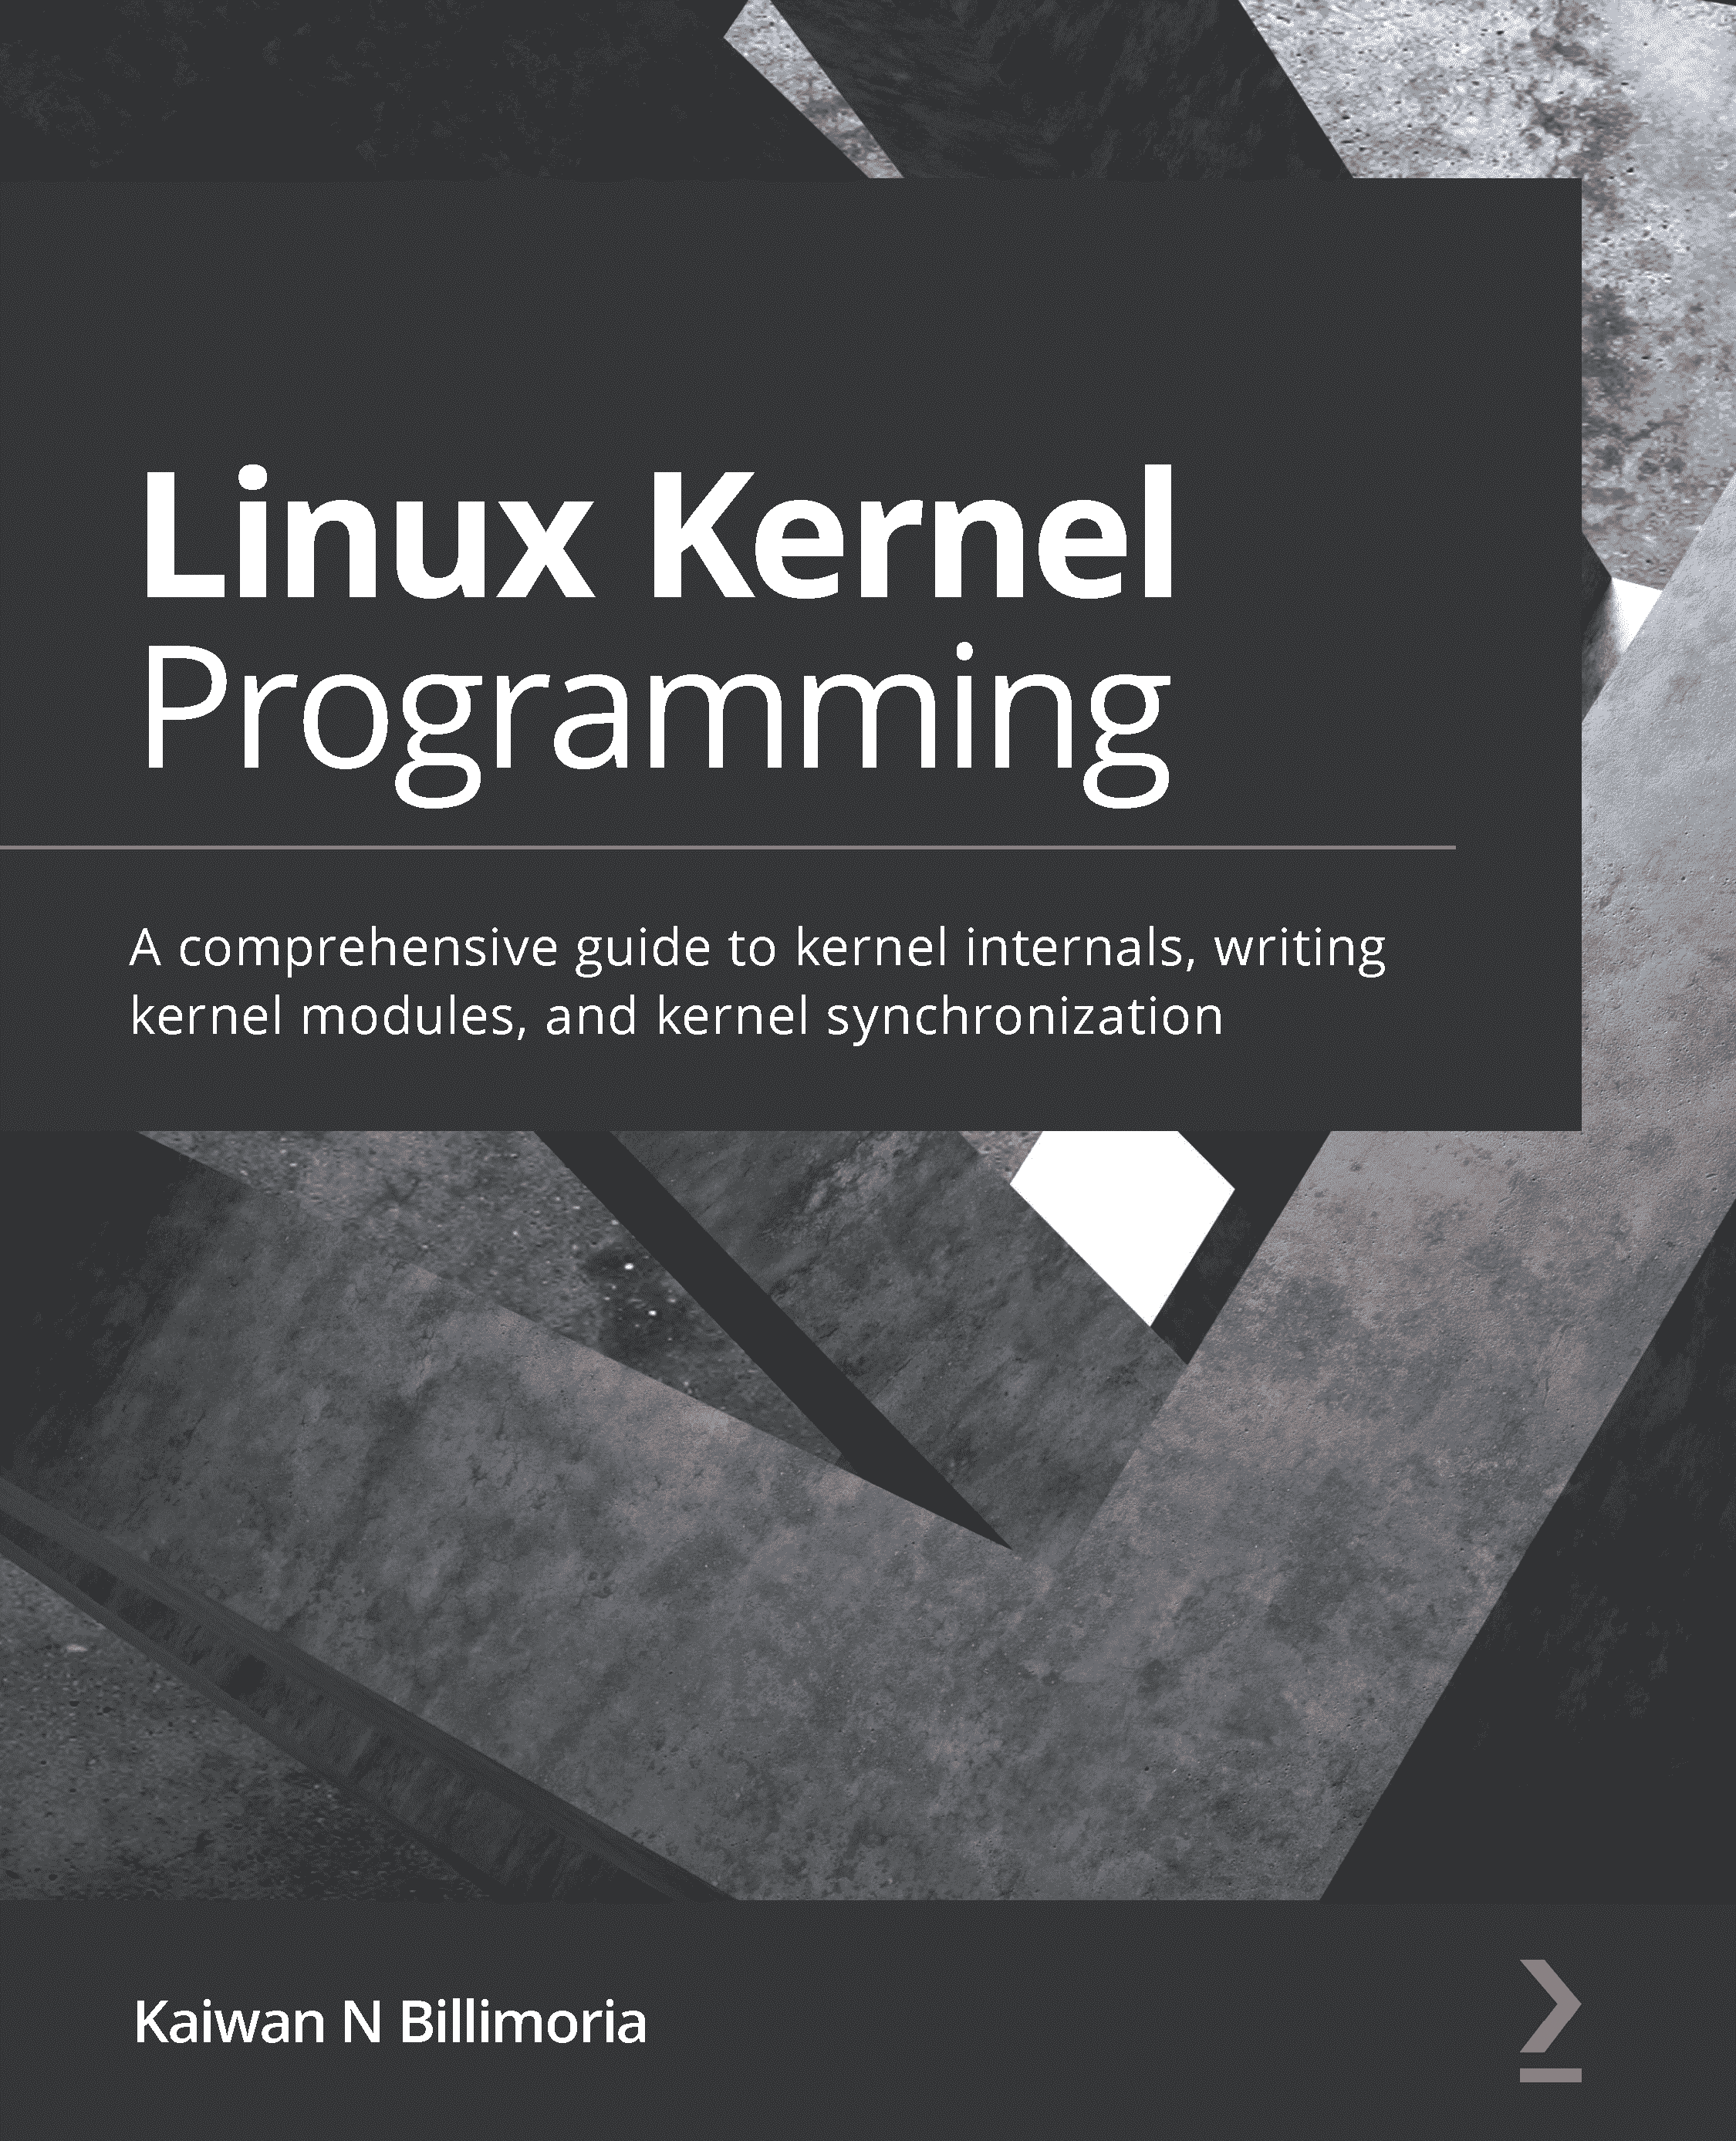 Linux Kernel
Programming
A comprehensive guide to kernel internals, writing
kernel modules, and kernel synchronization
Kaiwan N Billimoria